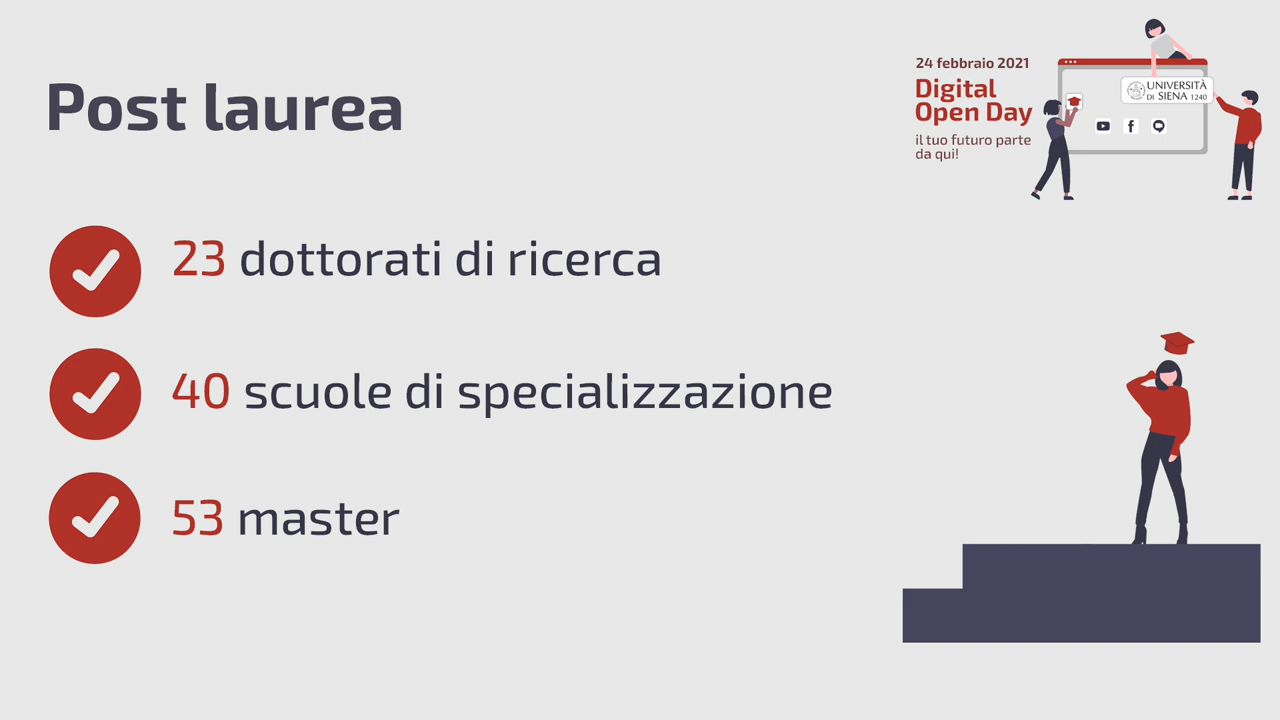 Post laurea
24 febbraio 2021
Digital
Open Day
il tuo futuro parte
da qui!
UNIVERSITÀ
DI SIENA 1240
23 dottorati di ricerca
40 scuole di specializzazione
53 master